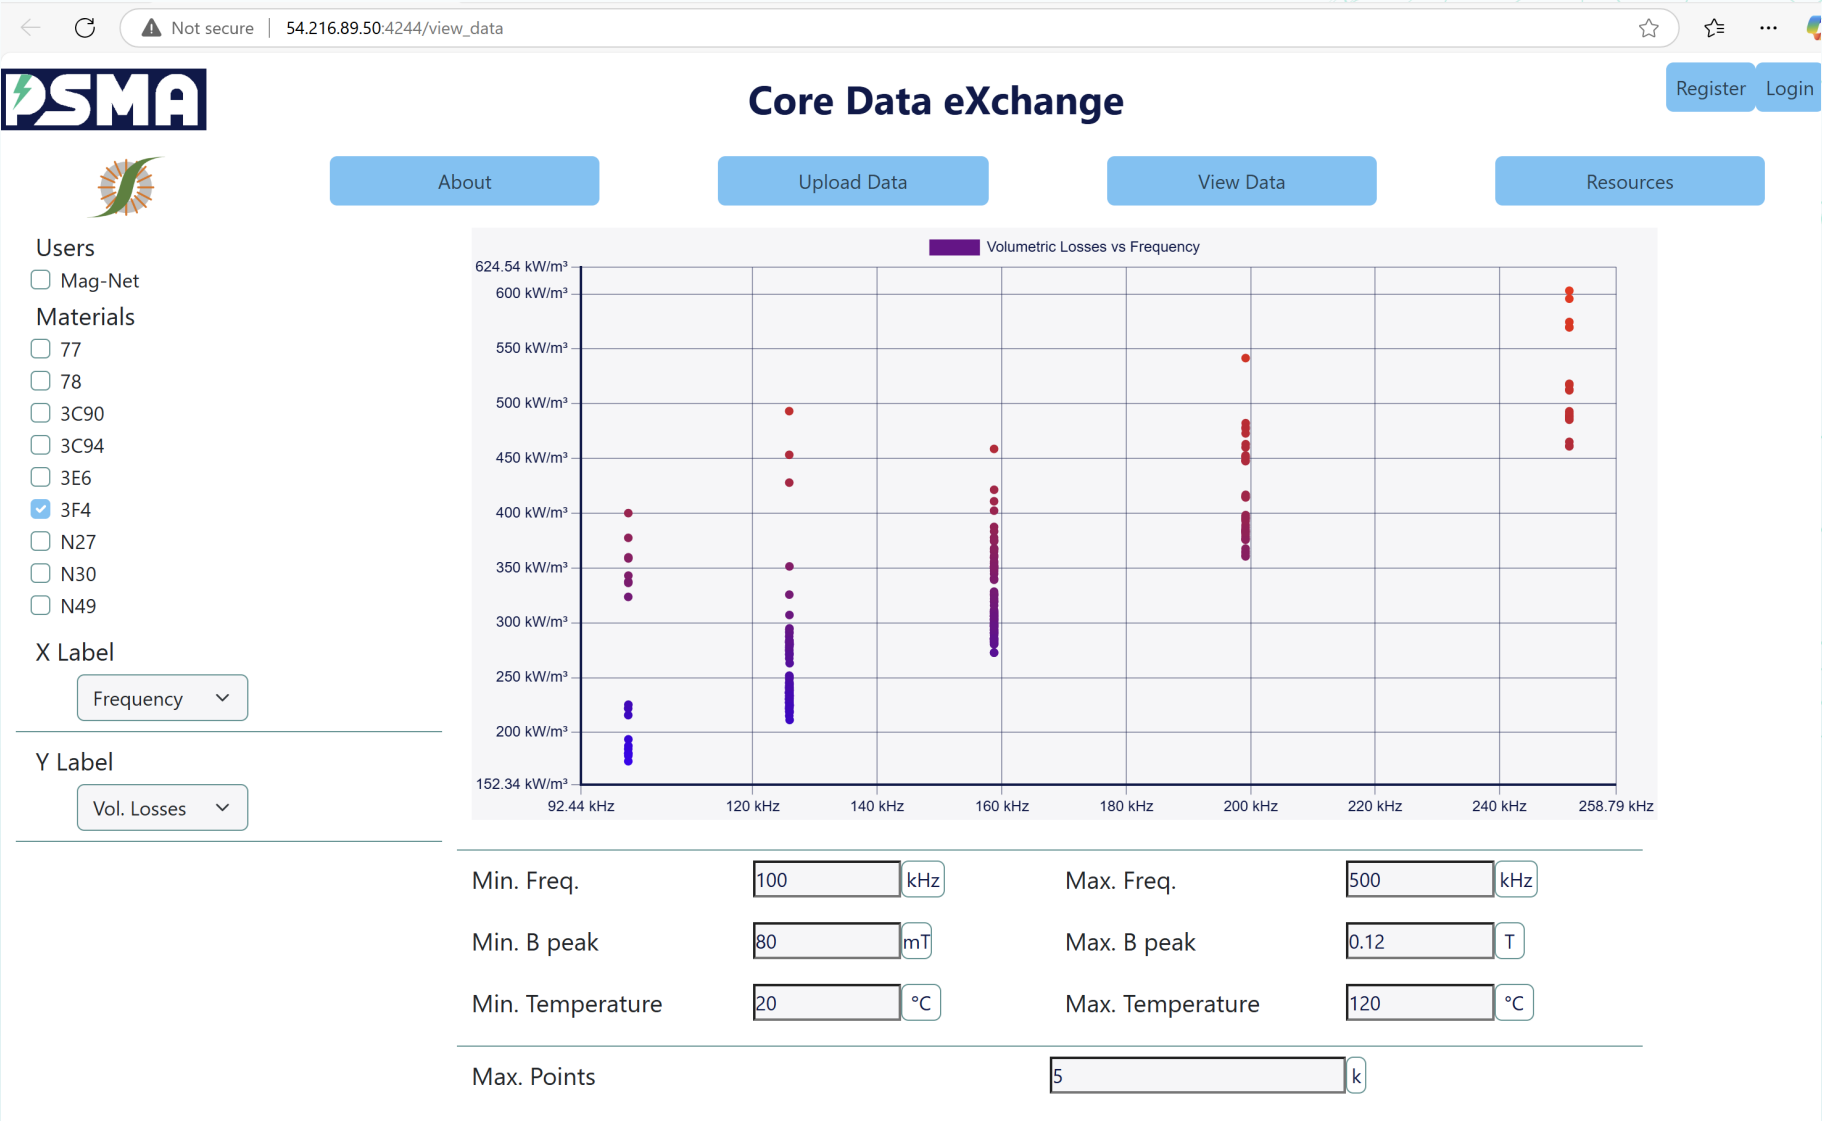 Not secure
54.216.89.50:4244/view_data
PSMA
Core Data eXchange
Register
Login
About
Upload Data
View Data
Resources
Users
Mag-Net
Materials
77
78
3C90
3C94
3E6
3F4
N27
N30
N49
X Label
Frequency
Y Label
Vol. Losses
Volumetric Losses vs Frequency
624.54 kW/m³
600 kW/m³
550 kW/m³
500 kW/m³
450 kW/m³
400 kW/m³
350 kW/m³
300 kW/m³
250 kW/m³
200 kW/m³
152.34 kW/m³
92.44 kHz 120 kHz 140 kHz 160 kHz 180 kHz 200 kHz 220 kHz 240 kHz 258.79 kHz
Min. Freq. 100 kHz Max. Freq. 500 kHz
Min. B peak 80 mT Max. B peak 0.12 T
Min. Temperature 20 °C Max. Temperature 120 °C
Max. Points 5 k